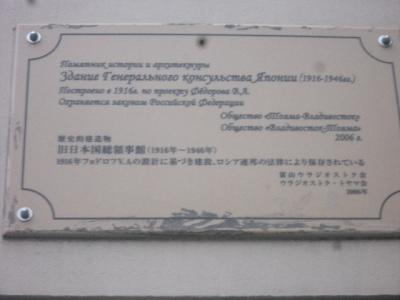 Памятник истории и архитектуры
Здание Генерального консульства Японии (1916-1946гг.)
Построено в 1916г. по проекту Фёдорова В.А.
Охраняется законом Российской Федерации
Общество «Тояма-Владивосток»
Общество «Владивосток-Тояма»
2006 г.
歴史的建造物
旧日本国総領事館(1916年~1946年)
1916年フョドロフV.Aの設計に基づき建設、ロシア連邦の法律により保存されている
富山ウラジオストク会
ウラジオストク・トヤマ会
2006年